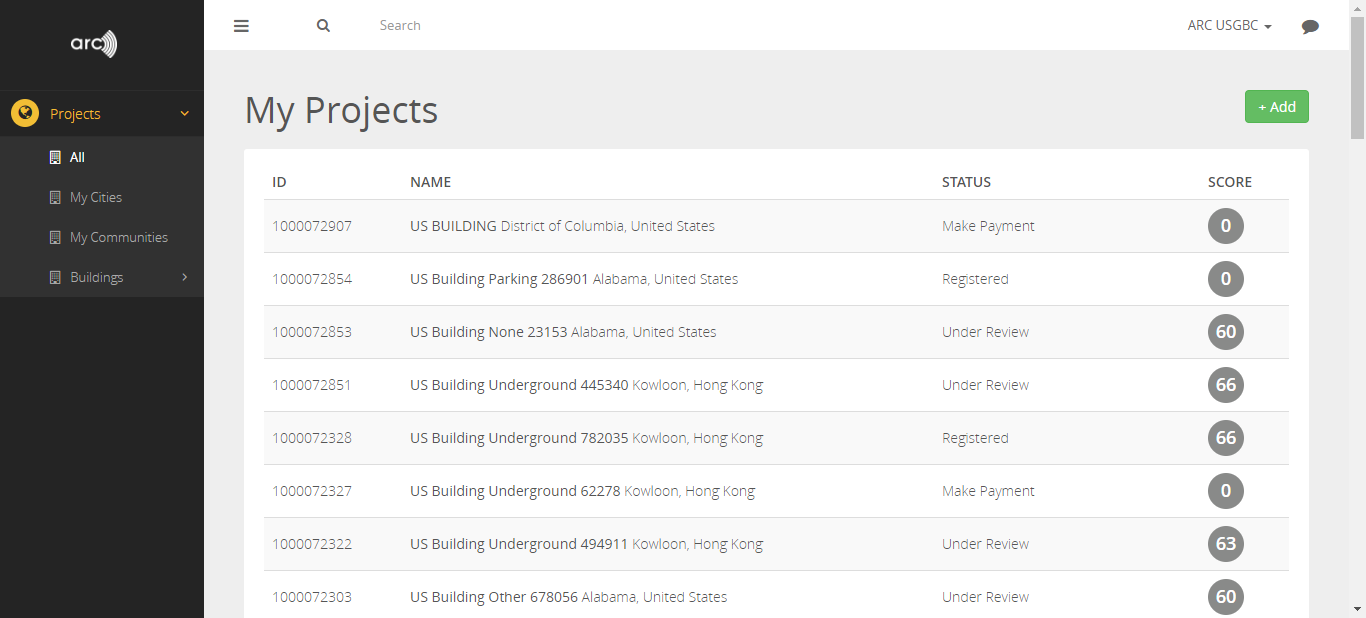 arc
Search
ARC USGBC
Projects
All
My Cities
My Communities
Buildings
My Projects
+ Add
ID NAME STATUS SCORE
1000072907 US BUILDING District of Columbia, United States Make Payment 0
1000072854 US Building Parking 286901 Alabama, United States Registered 0
1000072853 US Building None 23153 Alabama, United States Under Review 60
1000072851 US Building Underground 445340 Kowloon, Hong Kong Under Review 66
1000072328 US Building Underground 782035 Kowloon, Hong Kong Registered 66
1000072327 US Building Underground 62278 Kowloon, Hong Kong Make Payment 0
1000072322 US Building Underground 494911 Kowloon, Hong Kong Under Review 63
1000072303 US Building Other 678056 Alabama, United States Under Review 60